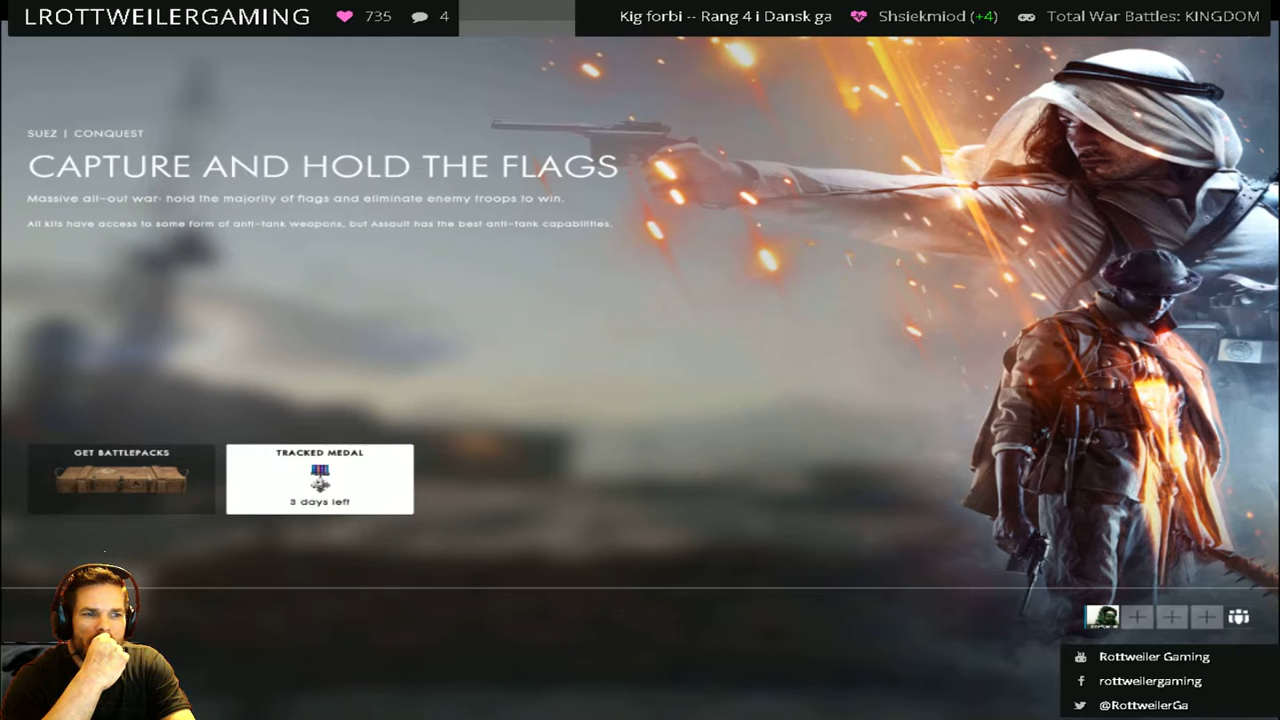 LROTTWEILERGAMING 735 4
Kig forbi -- Rang 4 i Dansk ga Shsiekmiod (+4) Total War Battles: KINGDOM
SUEZ | CONQUEST
CAPTURE AND HOLD THE FLAGS
Massive all-out war: hold the majority of flags and eliminate enemy troops to win.
All kits have access to some form of anti-tank weapons, but Assault has the best anti-tank capabilities.
GET BATTLEPACKS
TRACKED MEDAL
3 days left
Rottweiler Gaming
rottweilergaming
@RottweilerGa